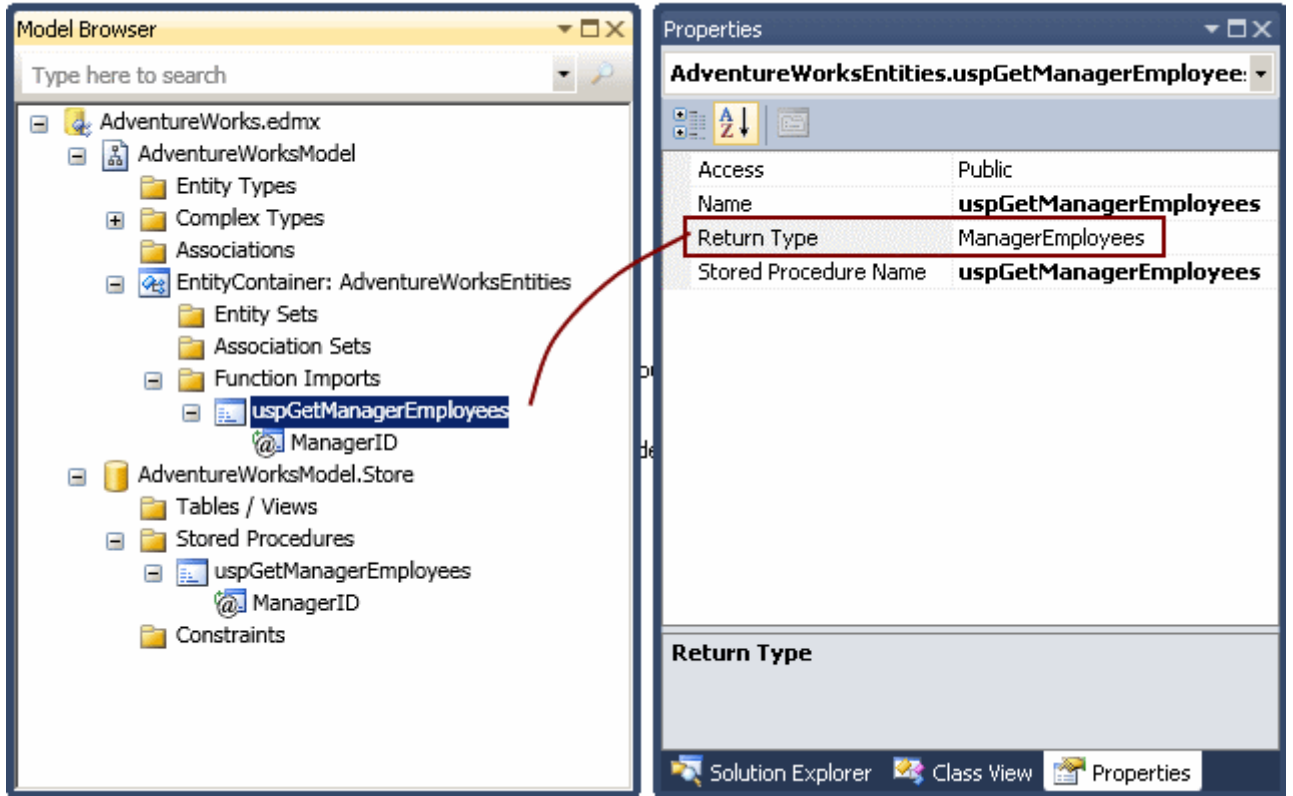 Model Browser
Type here to search
AdventureWorks.edmx
AdventureWorksModel
Entity Types
Complex Types
Associations
EntityContainer: AdventureWorksEntities
Entity Sets
Association Sets
Function Imports
uspGetManagerEmployees
ManagerID
AdventureWorksModel.Store
Tables / Views
Stored Procedures
uspGetManagerEmployees
ManagerID
Constraints
Properties
AdventureWorksEntities.uspGetManagerEmployee
Access Public
Name uspGetManagerEmployees
Return Type ManagerEmployees
Stored Procedure Name uspGetManagerEmployees
Return Type
Solution Explorer Class View Properties